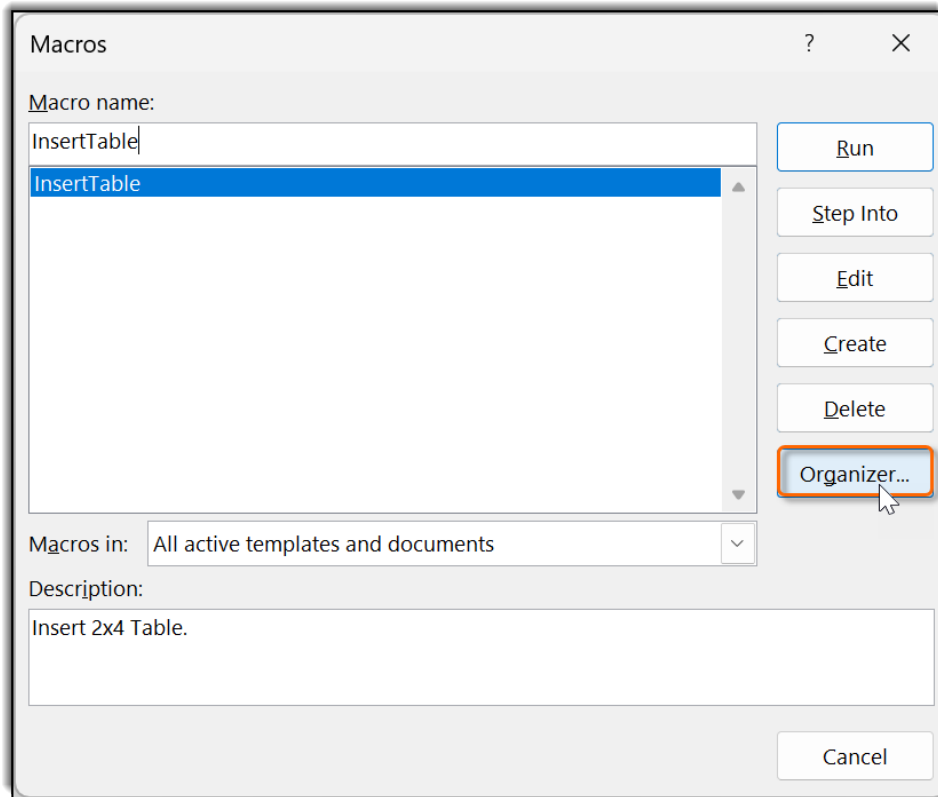 Macros
?
Macro name:
InsertTable
InsertTable
Run
Step Into
Edit
Create
Delete
Organizer...
Macros in:
All active templates and documents
Description:
Insert 2x4 Table.
Cancel